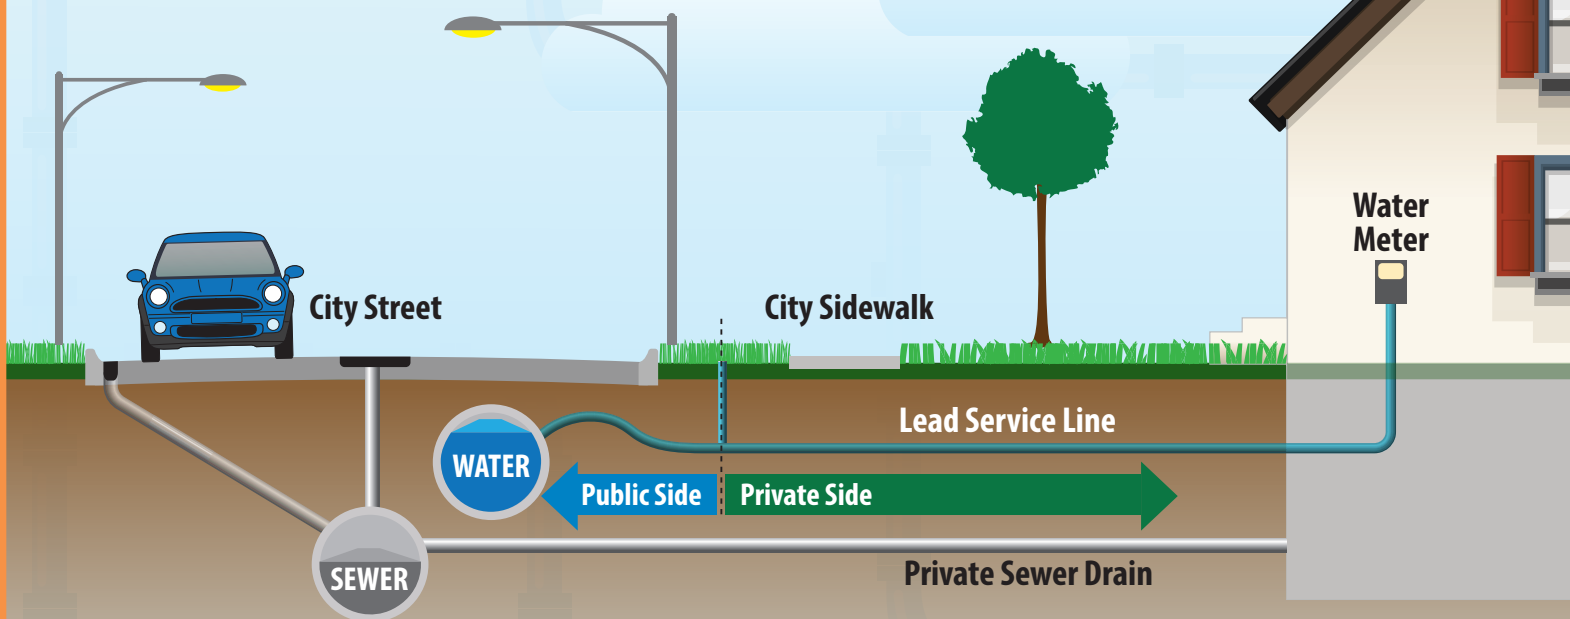 Water
Meter
City Street
City Sidewalk
Lead Service Line
WATER
Public Side
Private Side
SEWER
Private Sewer Drain